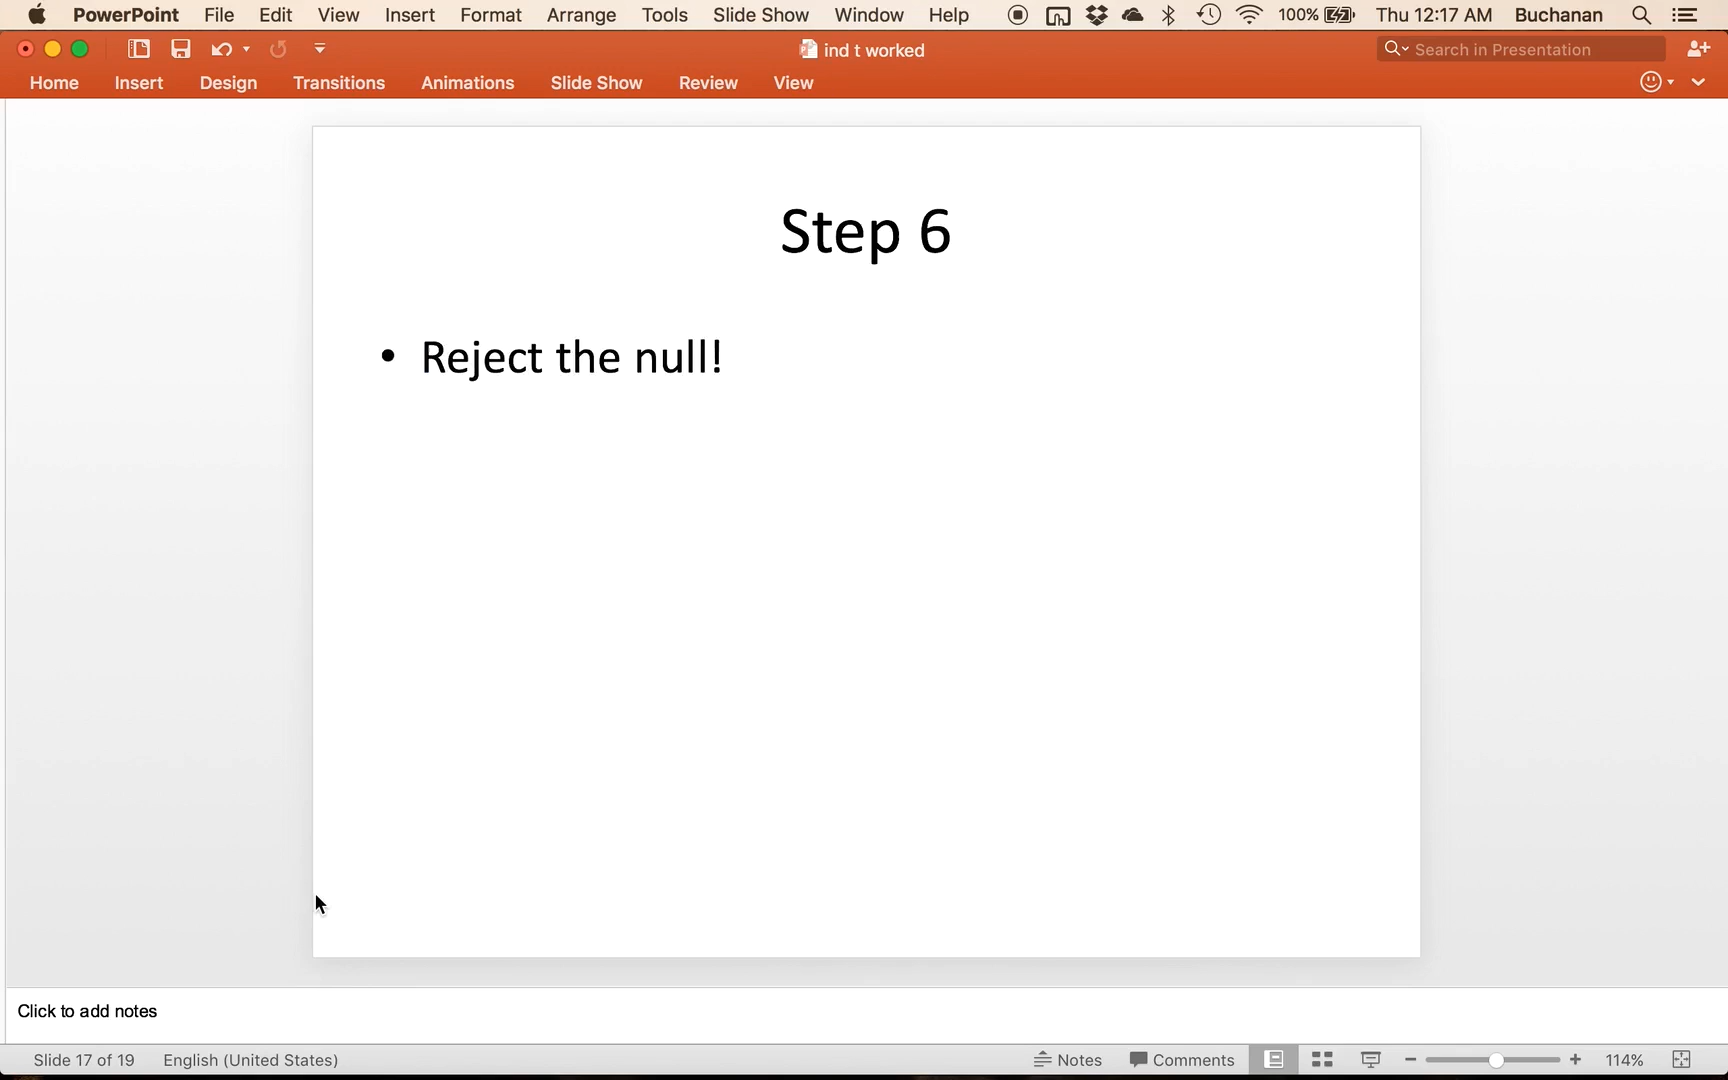 PowerPoint File Edit View Insert Format Arrange Tools Slide Show Window Help 100% Thu 12:17 AM Buchanan
ind t worked Search in Presentation
Home Insert Design Transitions Animations Slide Show Review View
Step 6
• Reject the null!
Click to add notes
Slide 17 of 19 English (United States) Notes Comments 114%